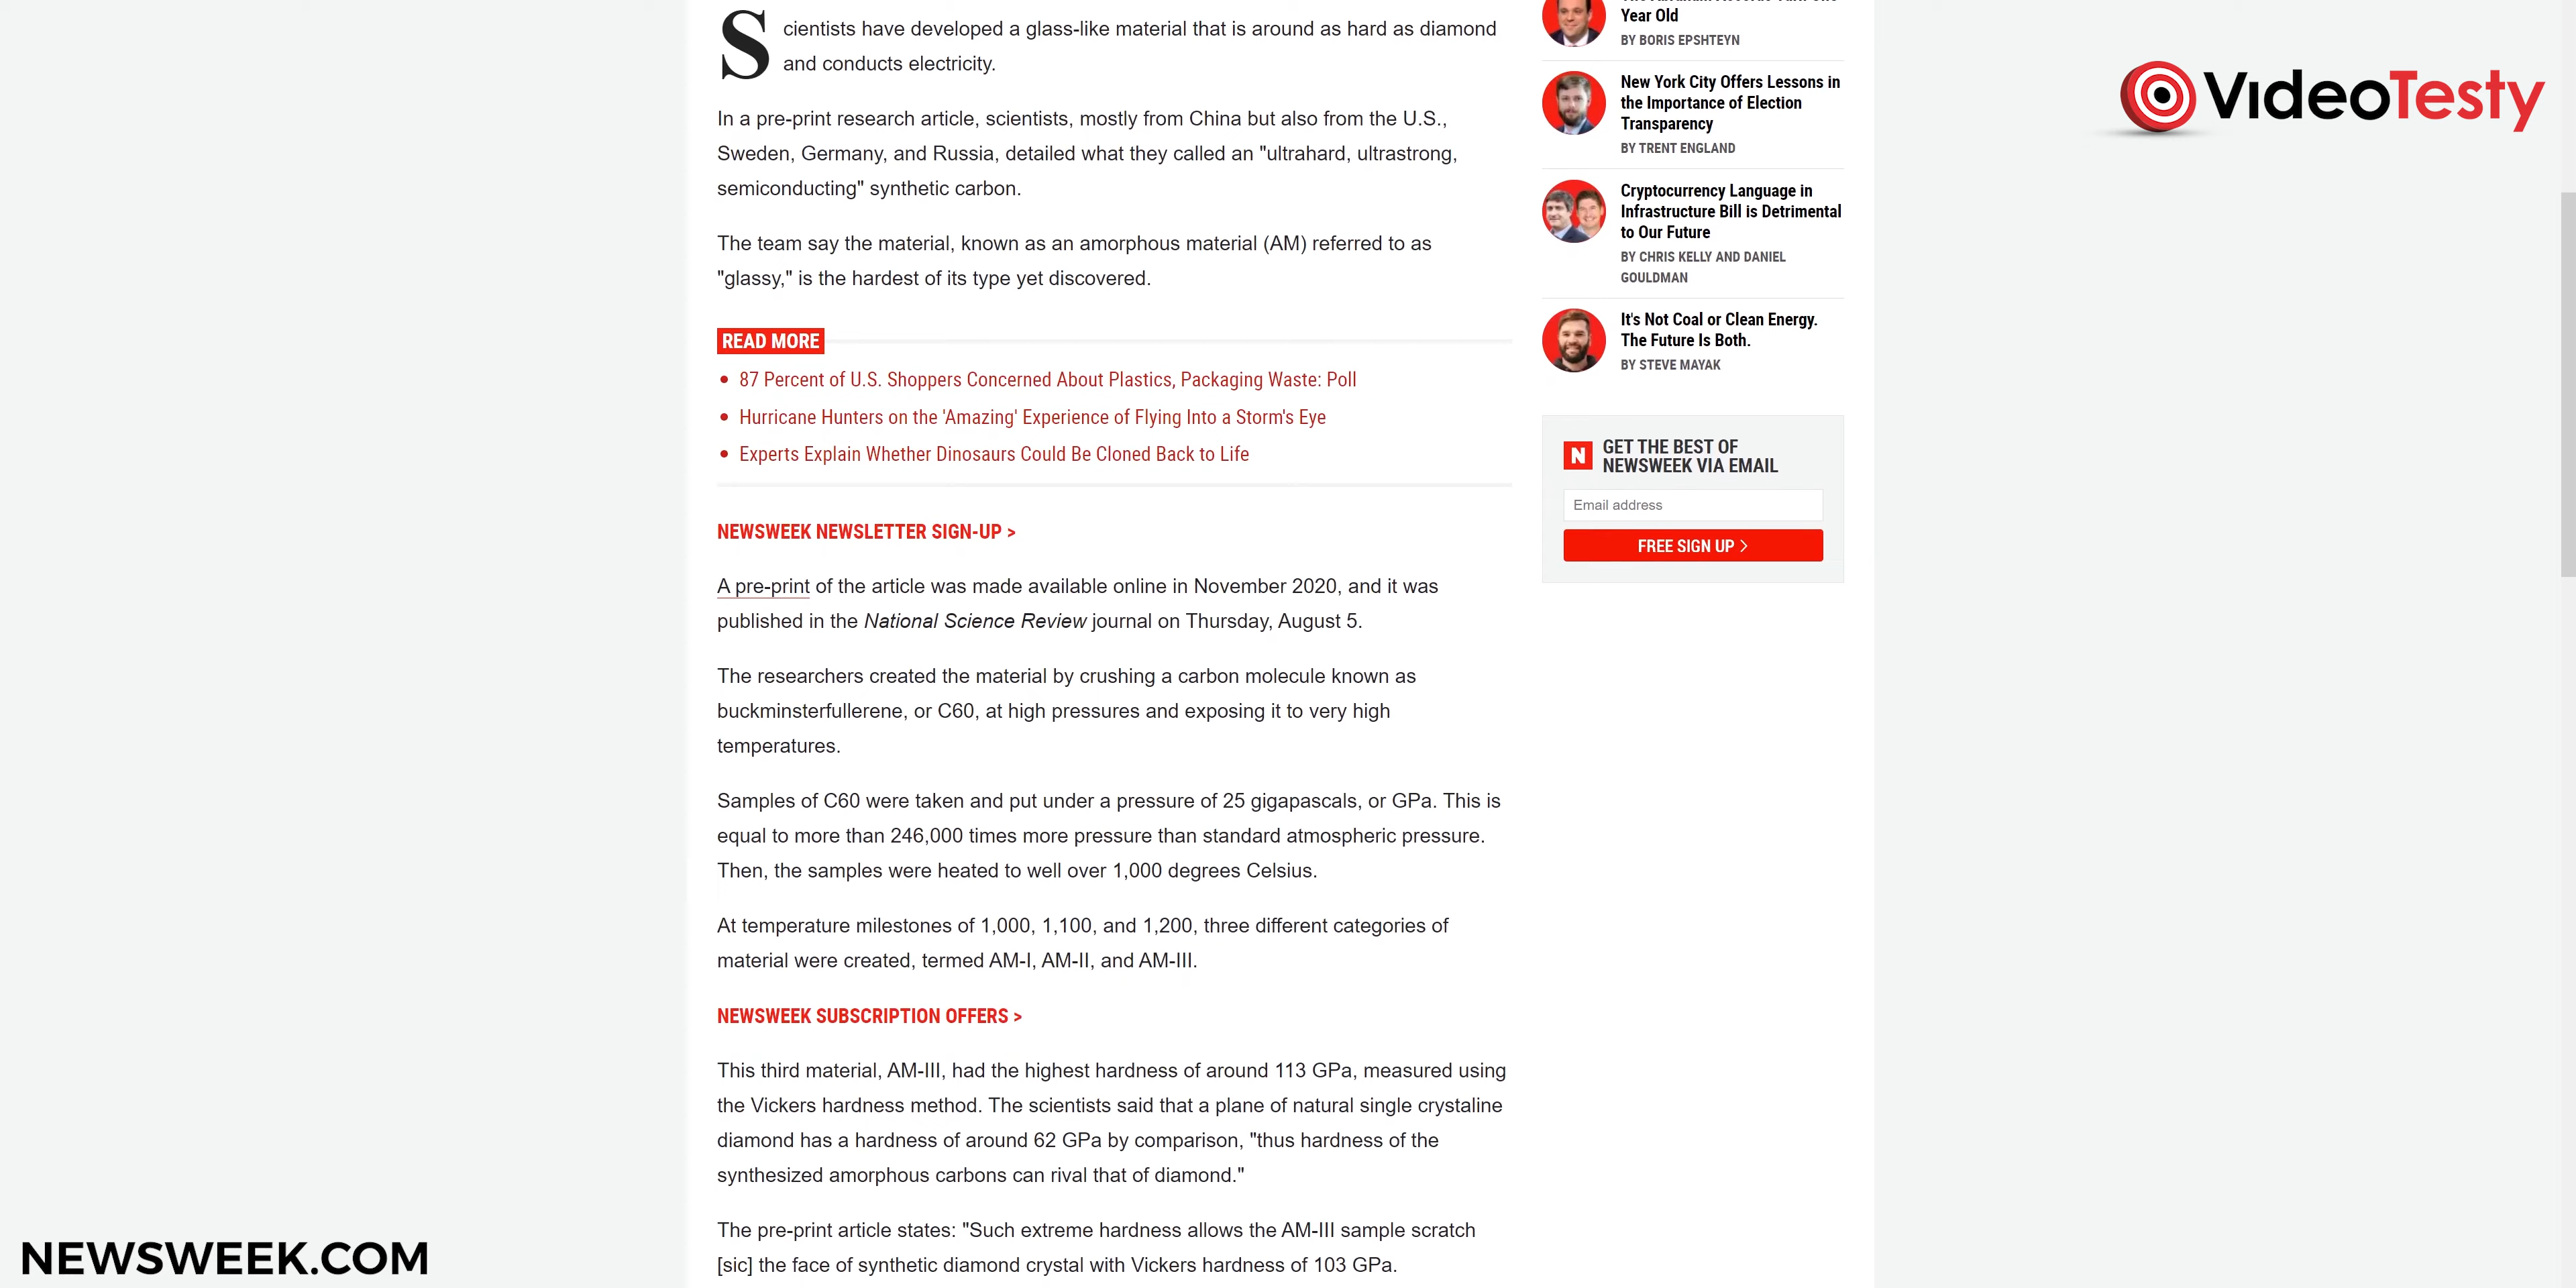 Scientists have developed a glass-like material that is around as hard as diamond
and conducts electricity.
In a pre-print research article, scientists, mostly from China but also from the U.S.,
Sweden, Germany, and Russia, detailed what they called an "ultrahard, ultrastrong,
semiconducting" synthetic carbon.
The team say the material, known as an amorphous material (AM) referred to as
"glassy," is the hardest of its type yet discovered.
READ MORE
87 Percent of U.S. Shoppers Concerned About Plastics, Packaging Waste: Poll
Hurricane Hunters on the 'Amazing' Experience of Flying Into a Storm's Eye
Experts Explain Whether Dinosaurs Could Be Cloned Back to Life
NEWSWEEK NEWSLETTER SIGN-UP >
A pre-print of the article was made available online in November 2020, and it was
published in the National Science Review journal on Thursday, August 5.
The researchers created the material by crushing a carbon molecule known as
buckminsterfullerene, or C60, at high pressures and exposing it to very high
temperatures.
Samples of C60 were taken and put under a pressure of 25 gigapascals, or GPa. This is
equal to more than 246,000 times more pressure than standard atmospheric pressure.
Then, the samples were heated to well over 1,000 degrees Celsius.
At temperature milestones of 1,000, 1,100, and 1,200, three different categories of
material were created, termed AM-I, AM-II, and AM-III.
NEWSWEEK SUBSCRIPTION OFFERS >
This third material, AM-III, had the highest hardness of around 113 GPa, measured using
the Vickers hardness method. The scientists said that a plane of natural single crystaline
diamond has a hardness of around 62 GPa by comparison, "thus hardness of the
synthesized amorphous carbons can rival that of diamond."
The pre-print article states: "Such extreme hardness allows the AM-III sample scratch
[sic] the face of synthetic diamond crystal with Vickers hardness of 103 GPa.
Year Old
BY BORIS EPSHTEYN
New York City Offers Lessons in
the Importance of Election
Transparency
BY TRENT ENGLAND
Cryptocurrency Language in
Infrastructure Bill is Detrimental
to Our Future
BY CHRIS KELLY AND DANIEL
GOULDMAN
It's Not Coal or Clean Energy.
The Future Is Both.
BY STEVE MAYAK
N
GET THE BEST OF
NEWSWEEK VIA EMAIL
Email address
FREE SIGN UP >
VideoTesty
NEWSWEEK.COM